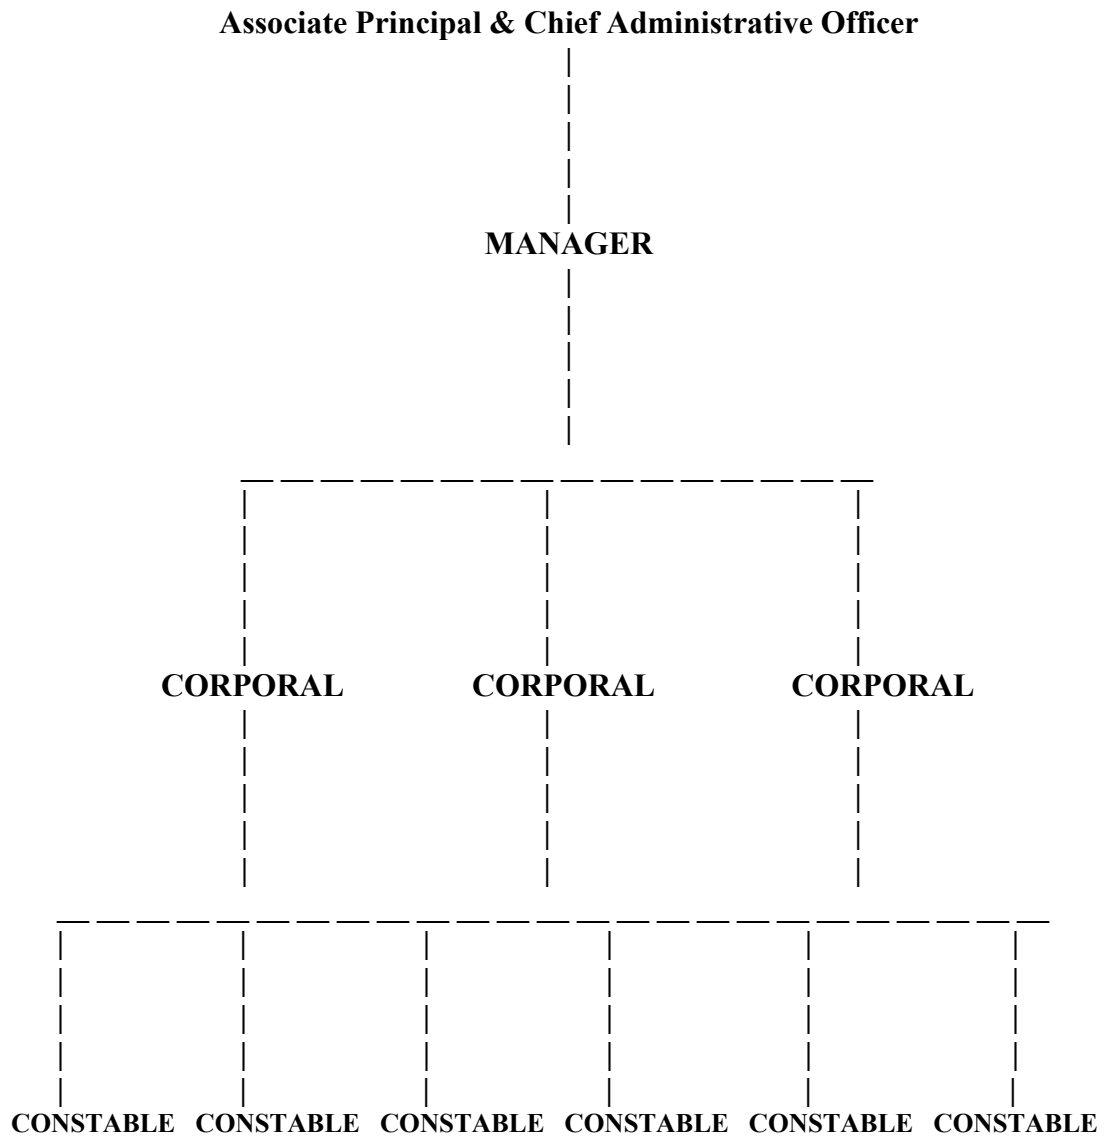 Associate Principal & Chief Administrative Officer
MANAGER
CORPORAL CORPORAL CORPORAL
CONSTABLE CONSTABLE CONSTABLE CONSTABLE CONSTABLE CONSTABLE